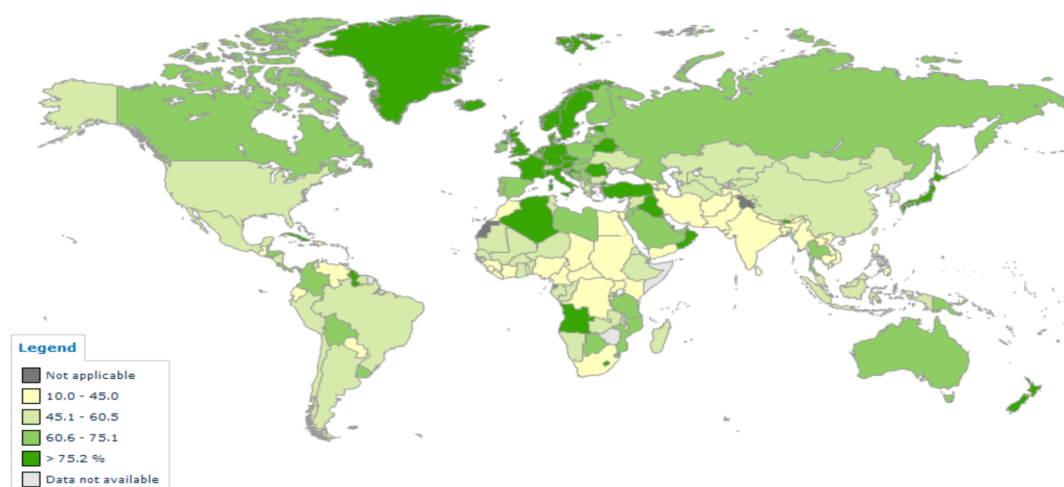 Legend
Not applicable
10.0 - 45.0
45.1 - 60.5
60.6 - 75.1
> 75.2 %
Data not available